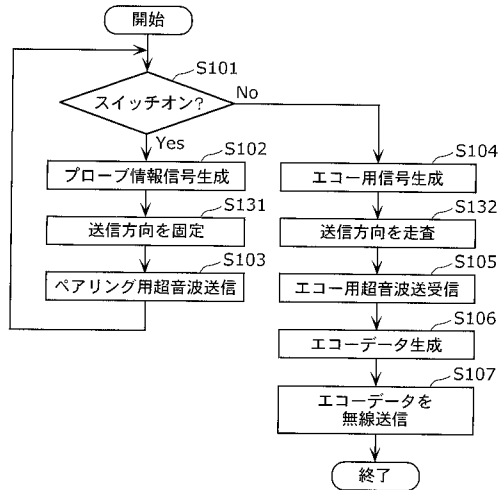 開始
S101
スイッチオン?
No
Yes
S102
プローブ情報信号生成
S131
送信方向を固定
S103
ペアリング用超音波送信
S104
エコー用信号生成
S132
送信方向を走査
S105
エコー用超音波送受信
S106
エコーデータ生成
S107
エコーデータを
無線送信
終了